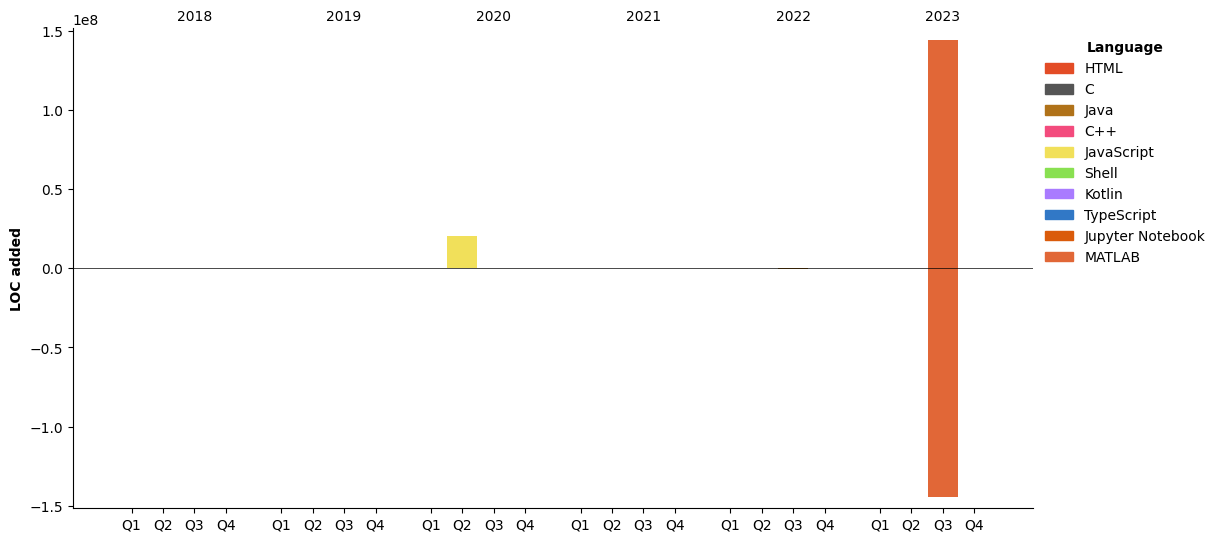 1e8
2018 2019 2020 2021 2022 2023
1.5
1.0
0.5
0.0
−0.5
−1.0
−1.5
LOC added
Q1 Q2 Q3 Q4 Q1 Q2 Q3 Q4 Q1 Q2 Q3 Q4 Q1 Q2 Q3 Q4 Q1 Q2 Q3 Q4 Q1 Q2 Q3 Q4
Language
HTML
C
Java
C++
JavaScript
Shell
Kotlin
TypeScript
Jupyter Notebook
MATLAB